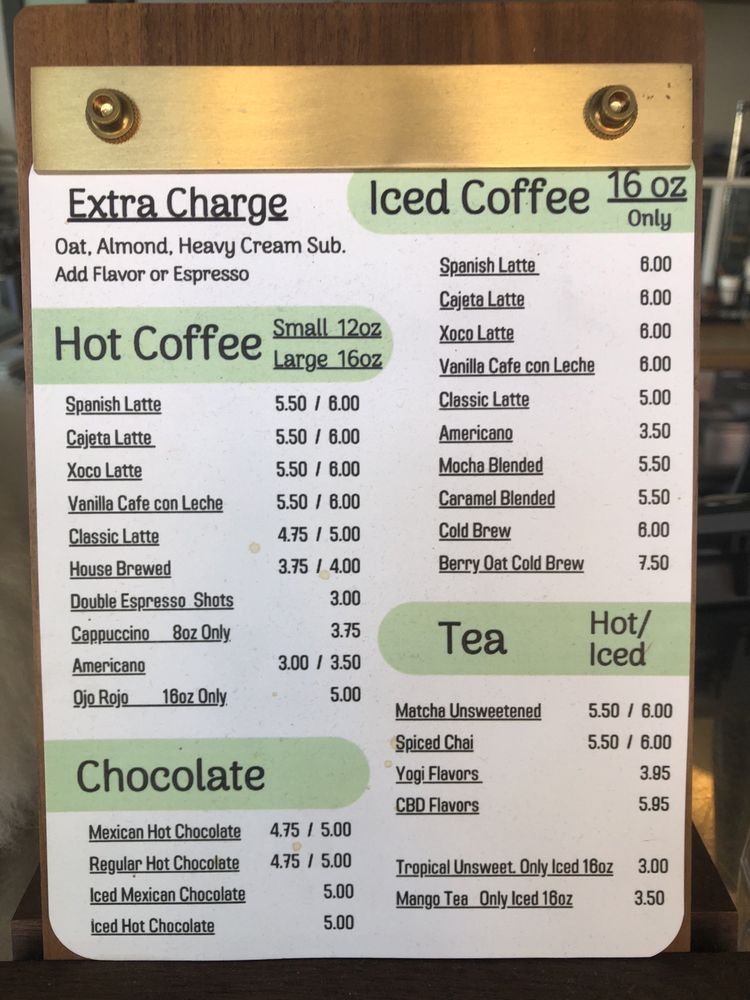 Extra Charge
Oat, Almond, Heavy Cream Sub.
Add Flavor or Espresso
Hot Coffee Small 12oz
Large 16oz
Spanish Latte 5.50 / 6.00
Cajeta Latte 5.50 / 6.00
Xoco Latte 5.50 / 6.00
Vanilla Cafe con Leche 5.50 / 6.00
Classic Latte 4.75 / 5.00
House Brewed 3.75 / 4.00
Double Espresso Shots 3.00
Cappuccino 8oz Only 3.75
Americano 3.00 / 3.50
Ojo Rojo 16oz Only 5.00
Chocolate
Mexican Hot Chocolate 4.75 / 5.00
Regular Hot Chocolate 4.75 / 5.00
Iced Mexican Chocolate 5.00
Iced Hot Chocolate 5.00
Iced Coffee 16 oz
Only
Spanish Latte 6.00
Cajeta Latte 6.00
Xoco Latte 6.00
Vanilla Cafe con Leche 6.00
Classic Latte 5.00
Americano 3.50
Mocha Blended 5.50
Caramel Blended 5.50
Cold Brew 6.00
Berry Oat Cold Brew 7.50
Tea Hot/
Iced
Matcha Unsweetened 5.50 / 6.00
Spiced Chai 5.50 / 6.00
Yogi Flavors 3.95
CBD Flavors 5.95
Tropical Unsweet. Only Iced 16oz 3.00
Mango Tea Only Iced 16oz 3.50